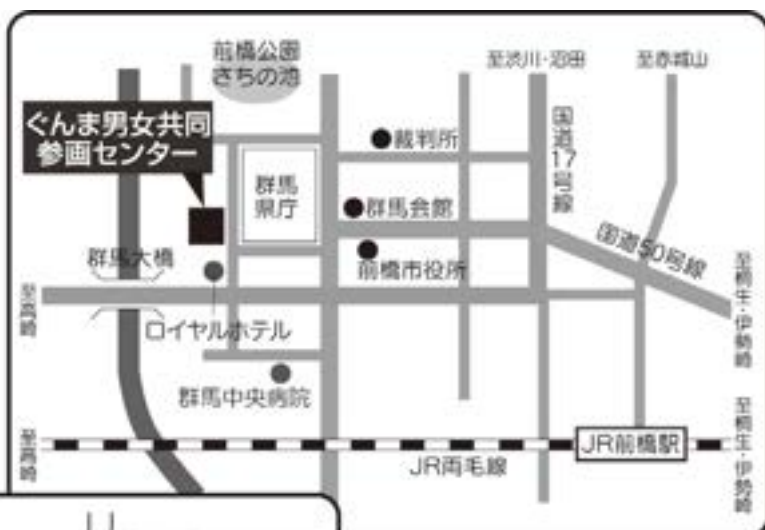 前橋公園
さちの池
至渋川・沼田
至赤城山
ぐんま男女共同
参画センター
裁判所
国道17号線
群馬
県庁
群馬会館
国道50号線
群馬大橋
前橋市役所
至高崎
至桐生・伊勢崎
ロイヤルホテル
群馬中央病院
至高崎
JR両毛線
JR前橋駅
至桐生・伊勢崎